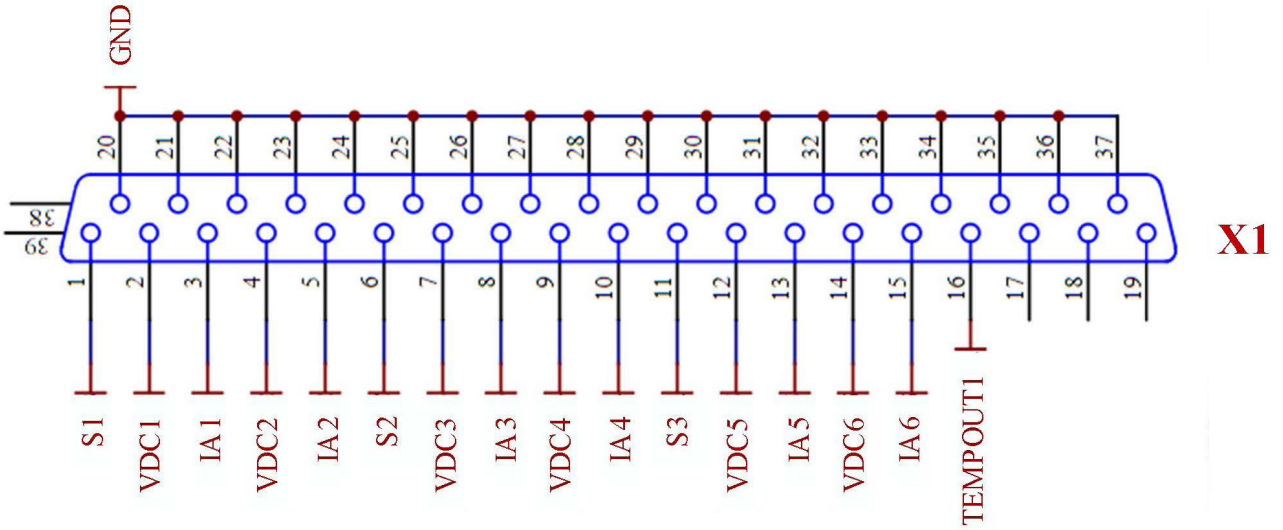 GND
20 21 22 23 24 25 26 27 28 29 30 31 32 33 34 35 36 37
38
39
X1
1 2 3 4 5 6 7 8 9 10 11 12 13 14 15 16 17 18 19
S1 VDC1 IA1 VDC2 IA2 S2 VDC3 IA3 VDC4 IA4 S3 VDC5 IA5 VDC6 IA6 TEMPOUT1